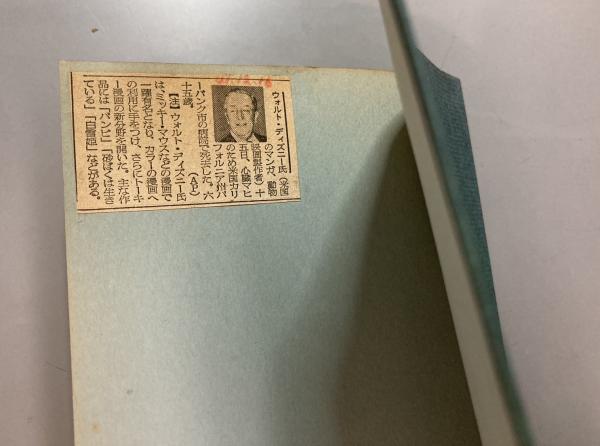 41.12.16
ウォルト・ディズニー氏（米国
のマンガ、動物
映画製作者）十
五日、心臓マヒ
のため米国カリ
フォルニア州バ
ーバンク市の病院で死去した。六
十五歳。（ＡＰ）
【注】ウォルト・ディズニー氏
は、ミッキー・マウスなどの漫画で
一躍有名となり、カラーの漫画へ
の利用に手をつけ、さらにトーキ
ー漫画の新分野を開いた。主な作
品には「バンビ」「砂ばくは生き
ている」「白雪姫」などがある。